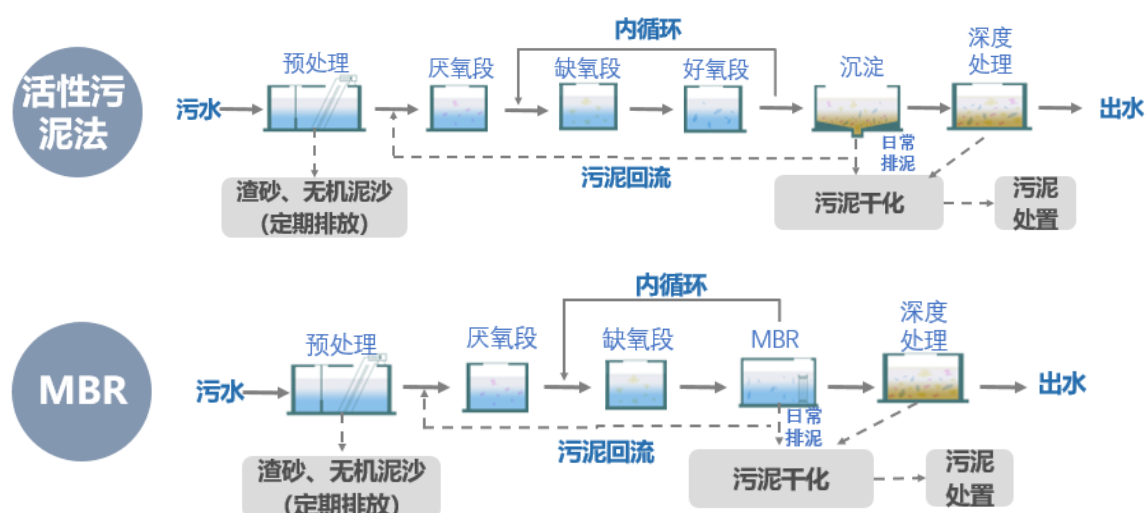 活性污
泥法
污水
预处理
厌氧段
内循环
缺氧段
好氧段
沉淀
深度
处理
出水
日常
排泥
污泥回流
渣砂、无机泥沙
(定期排放)
污泥干化
污泥
处置
MBR
污水
预处理
厌氧段
内循环
缺氧段
MBR
深度
处理
出水
日常
排泥
污泥回流
渣砂、无机泥沙
(定期排放)
污泥干化
污泥
处置